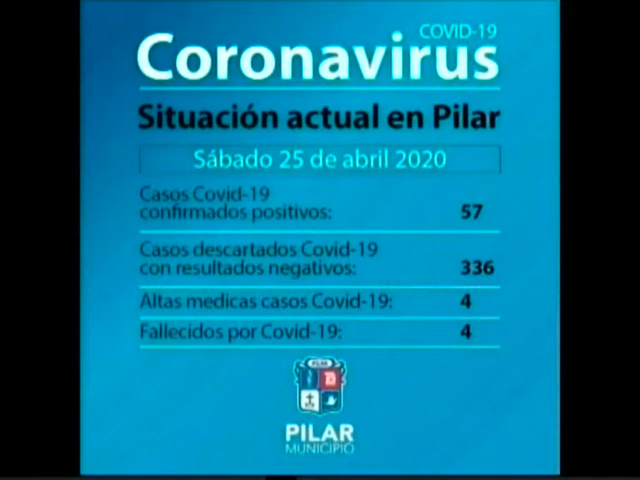 COVID-19
Coronavirus
Situación actual en Pilar
Sábado 25 de abril 2020
Casos Covid-19
confirmados positivos: 57
Casos descartados Covid-19
con resultados negativos: 336
Altas medicas casos Covid-19: 4
Fallecidos por Covid-19: 4
PILAR
PILAR
MUNICIPIO